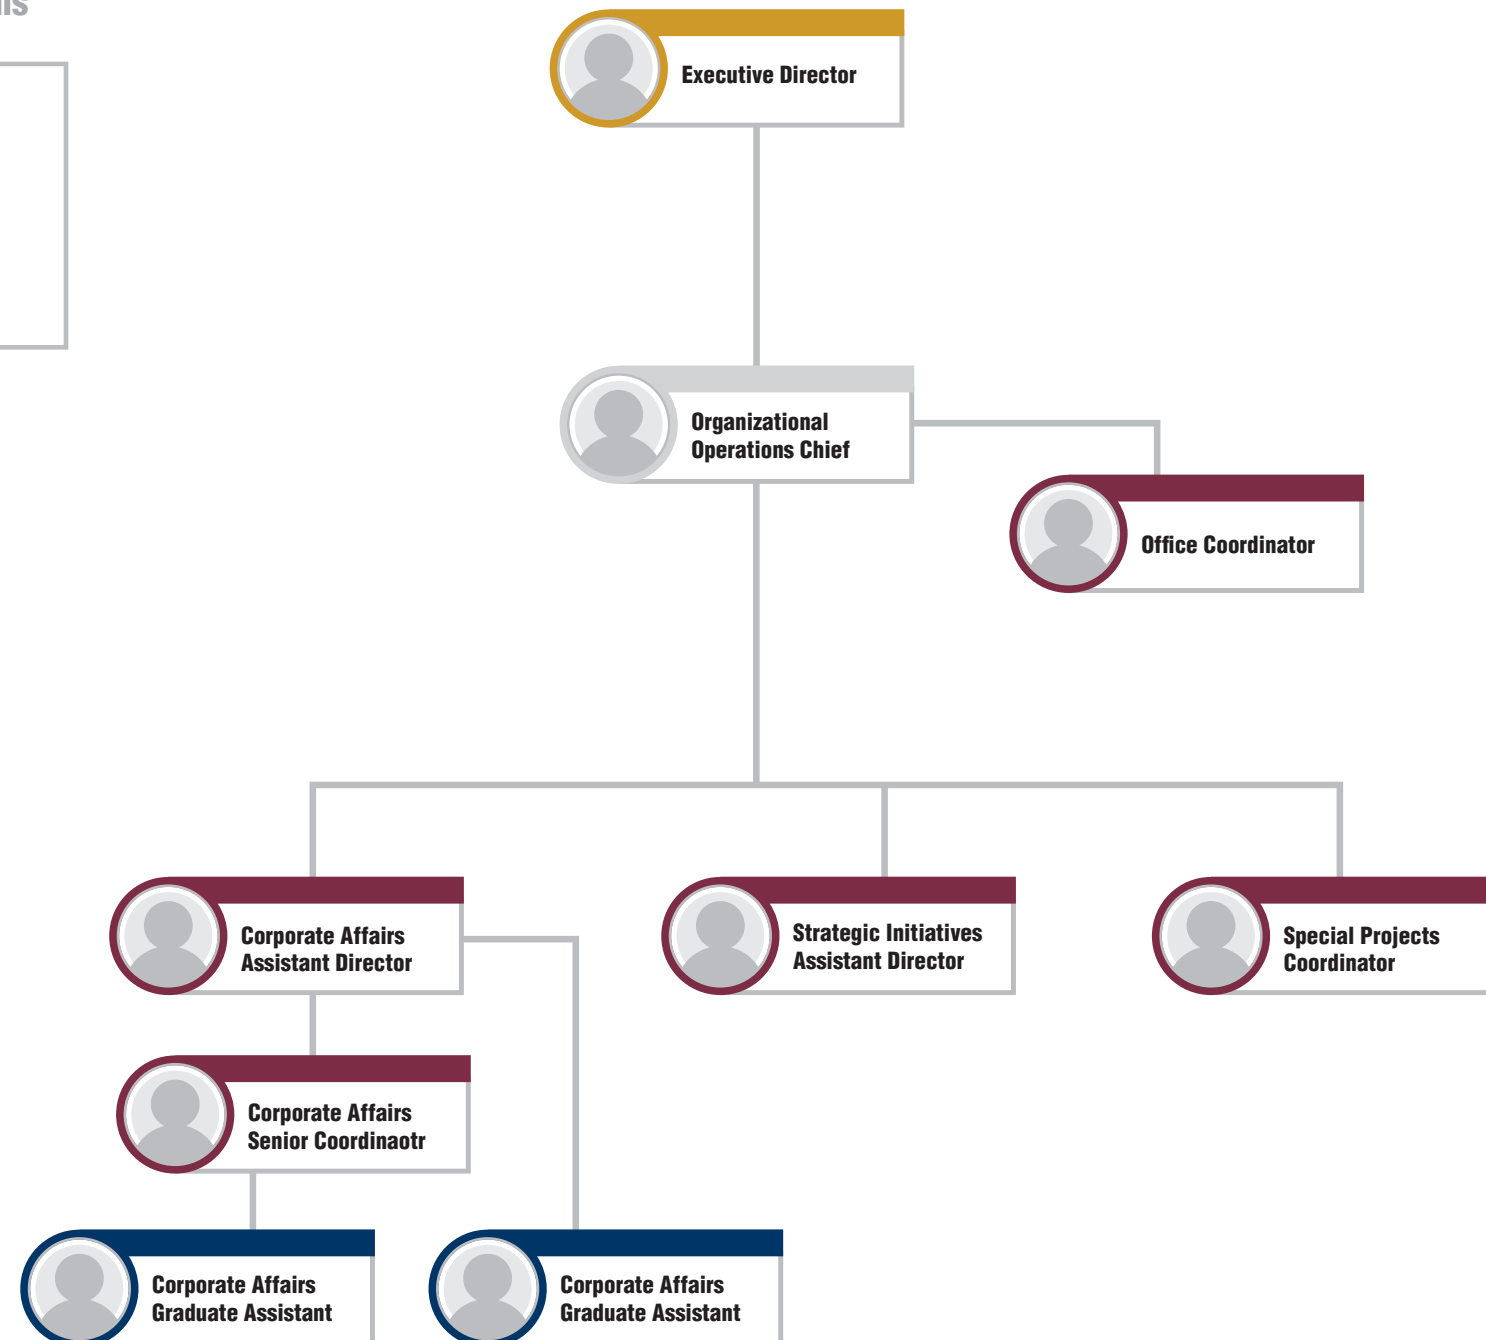 Executive Director
Organizational
Operations Chief
Office Coordinator
Corporate Affairs
Assistant Director
Strategic Initiatives
Assistant Director
Special Projects
Coordinator
Corporate Affairs
Senior Coordinaotr
Corporate Affairs
Graduate Assistant
Corporate Affairs
Graduate Assistant